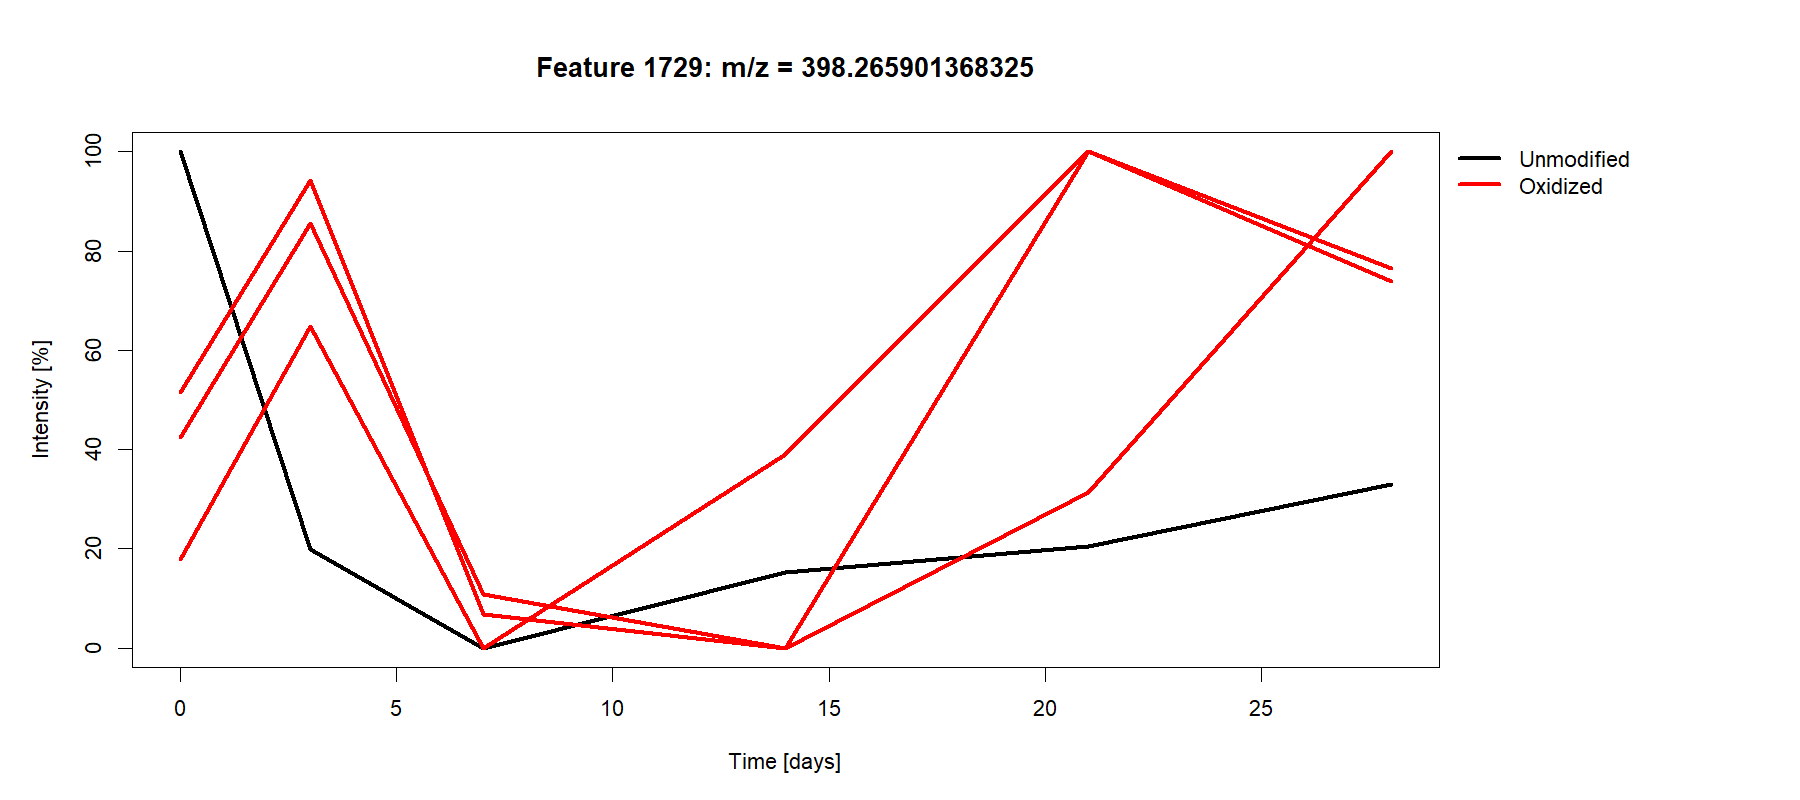 Feature 1729: m/z = 398.265901368325
Unmodified
Oxidized
100
80
60
40
20
0
Intensity [%]
0 5 10 15 20 25
Time [days]